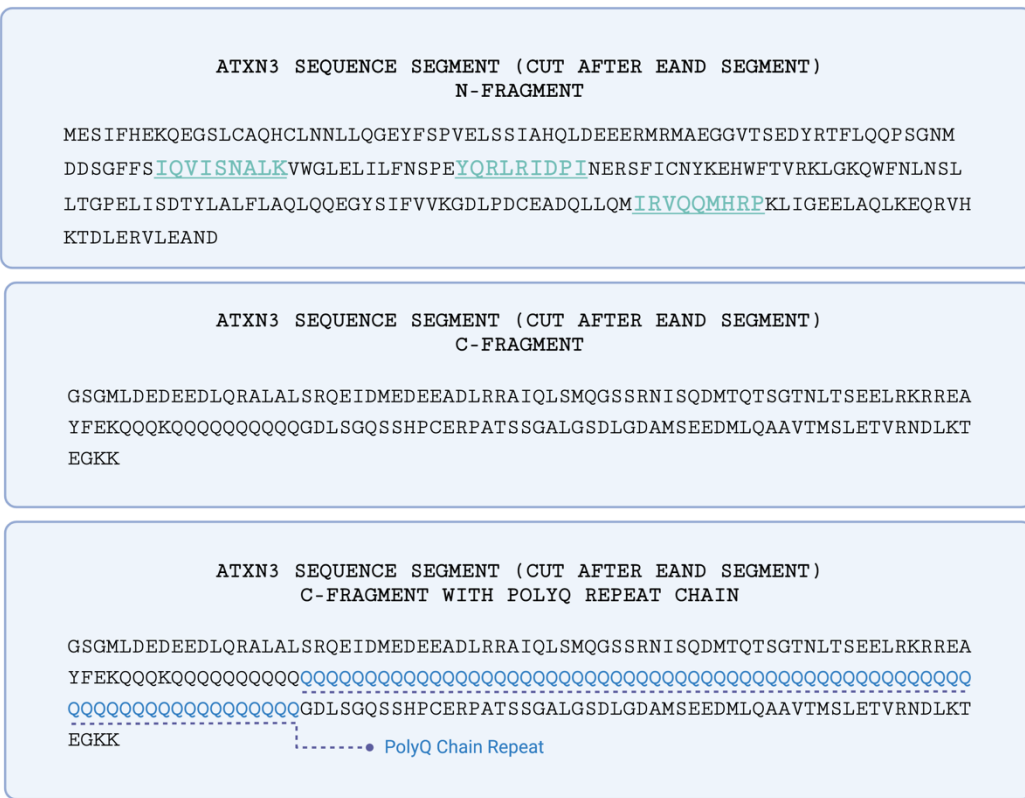 ATXN3 SEQUENCE SEGMENT (CUT AFTER EAND SEGMENT)
N-FRAGMENT
MESIFHEKQEGSLCAQHCLNNLLQGEYFSPVELSSIAHQLDEEERMRMAEGGVTSEDYRTFLQQPSGNM
DDSGFFSIQVISNALKVWGLELILFNSPEYQRLRIDPINERSFICNYKEHWFTVRKLGKQWFNLNSL
LTGPELISDTYLALFLAQLQQEGYSIFVVKGDLPDCEADQLLQMIRVQQMHRPKLIGEELAQLKEQRVH
KTDLERVLEAND
ATXN3 SEQUENCE SEGMENT (CUT AFTER EAND SEGMENT)
C-FRAGMENT
GSGMLDEDEEDLQRALALSRQEIDMEDEEADLRRAIQLSMQGSSRNISQDMTQTSGTNLTSEELRKRREA
YFEKQQQKQQQQQQQQQQGDLSGQSSHPCERPATSSGALGSDLGDAMSEEDMLQAAVTMSLETVRNDLKT
EGKK
ATXN3 SEQUENCE SEGMENT (CUT AFTER EAND SEGMENT)
C-FRAGMENT WITH POLYQ REPEAT CHAIN
GSGMLDEDEEDLQRALALSRQEIDMEDEEADLRRAIQLSMQGSSRNISQDMTQTSGTNLTSEELRKRREA
YFEKQQQKQQQQQQQQQQQQQQQQQQQQQQQQQQQQQQQQQQQQQQQQQQQQQQQQQQQQQQQQQQQQQQ
QQQQQQQQQQQQQQQQQQGDLSGQSSHPCERPATSSGALGSDLGDAMSEEDMLQAAVTMSLETVRNDLKT
EGKK
PolyQ Chain Repeat